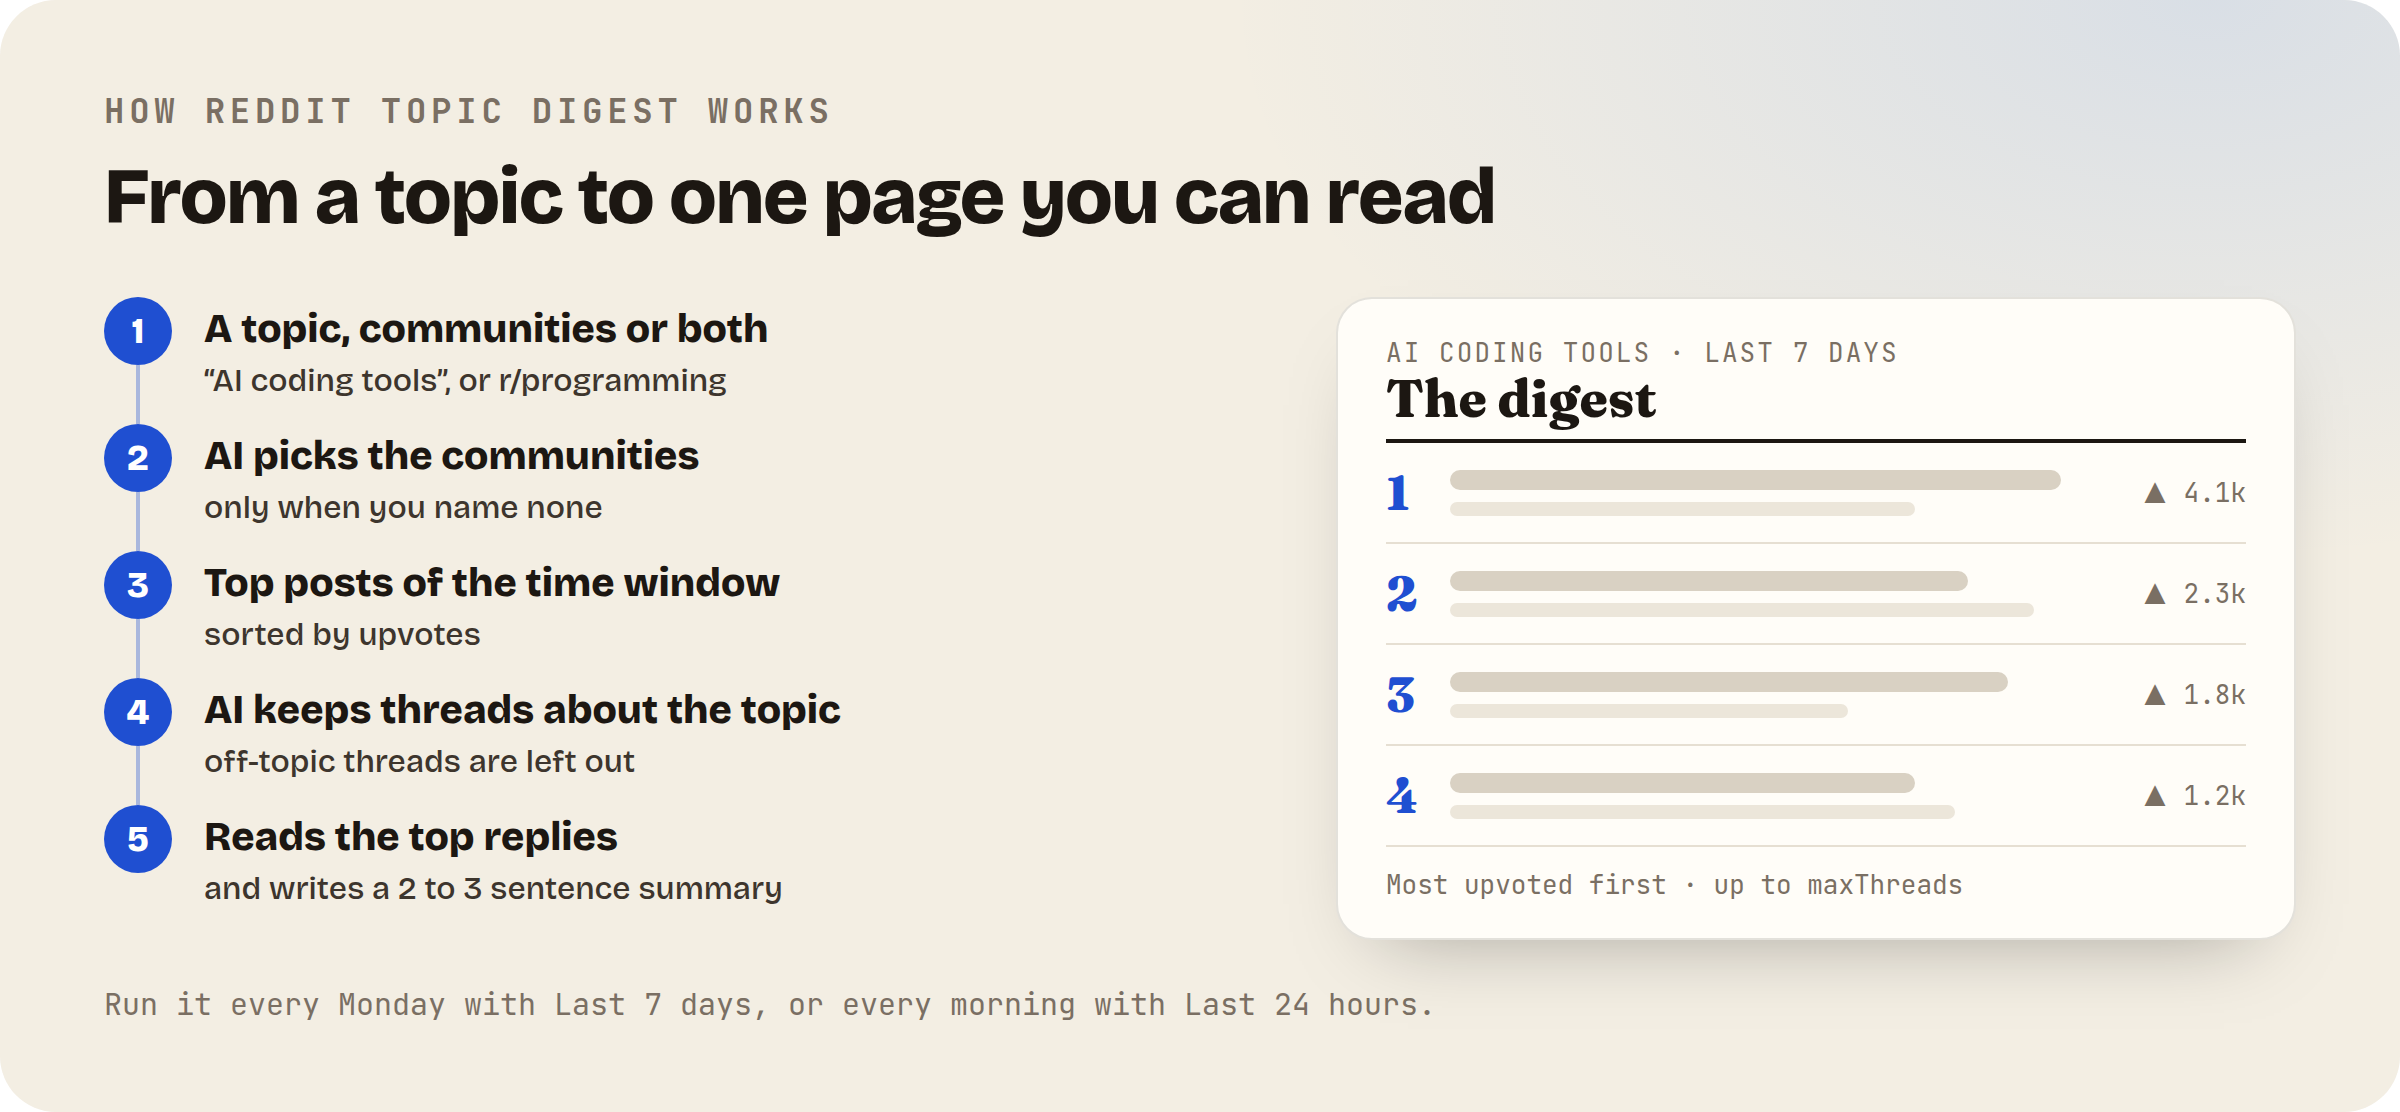 HOW REDDIT TOPIC DIGEST WORKS
From a topic to one page you can read
1
A topic, communities or both
“AI coding tools”, or r/programming
2
AI picks the communities
only when you name none
3
Top posts of the time window
sorted by upvotes
4
AI keeps threads about the topic
off-topic threads are left out
5
Reads the top replies
and writes a 2 to 3 sentence summary
AI CODING TOOLS · LAST 7 DAYS
The digest
1 ▲ 4.1k
2 ▲ 2.3k
3 ▲ 1.8k
4 ▲ 1.2k
Most upvoted first · up to maxThreads
Run it every Monday with Last 7 days, or every morning with Last 24 hours.